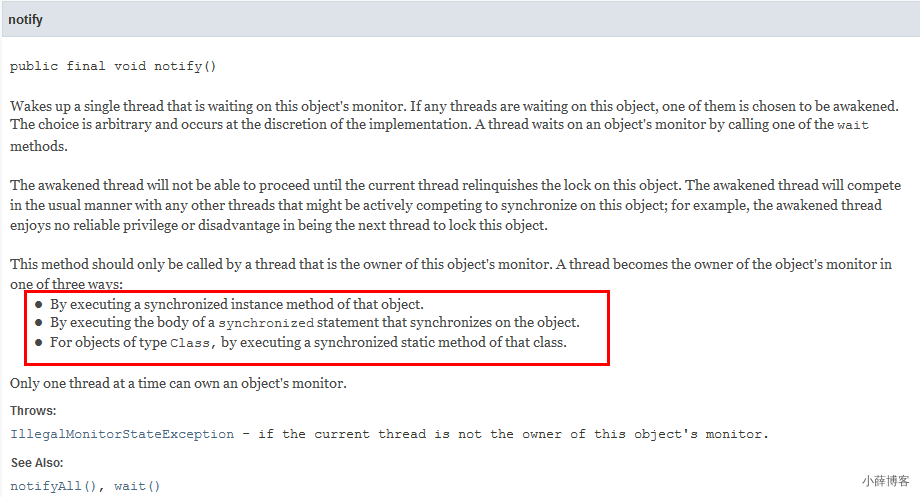 notify
public final void notify()
Wakes up a single thread that is waiting on this object's monitor. If any threads are waiting on this object, one of them is chosen to be awakened.
The choice is arbitrary and occurs at the discretion of the implementation. A thread waits on an object's monitor by calling one of the wait
methods.
The awakened thread will not be able to proceed until the current thread relinquishes the lock on this object. The awakened thread will compete
in the usual manner with any other threads that might be actively competing to synchronize on this object; for example, the awakened thread
enjoys no reliable privilege or disadvantage in being the next thread to lock this object.
This method should only be called by a thread that is the owner of this object's monitor. A thread becomes the owner of the object's monitor in
one of three ways:
● By executing a synchronized instance method of that object.
● By executing the body of a synchronized statement that synchronizes on the object.
● For objects of type Class, by executing a synchronized static method of that class.
Only one thread at a time can own an object's monitor.
Throws:
IllegalMonitorStateException - if the current thread is not the owner of this object's monitor.
See Also:
notifyAll(), wait()
小薛博客